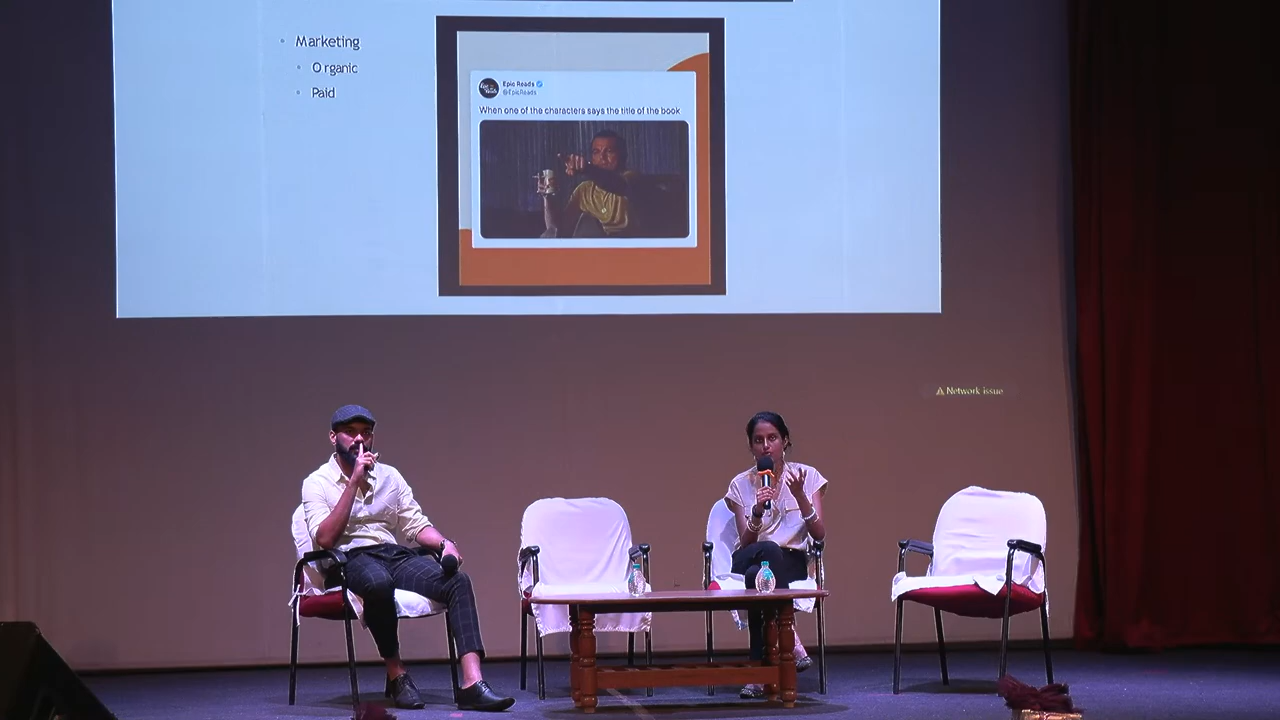 Marketing
Organic
Paid
Epic Reads
@EpicReads
When one of the characters says the title of the book
Network issue